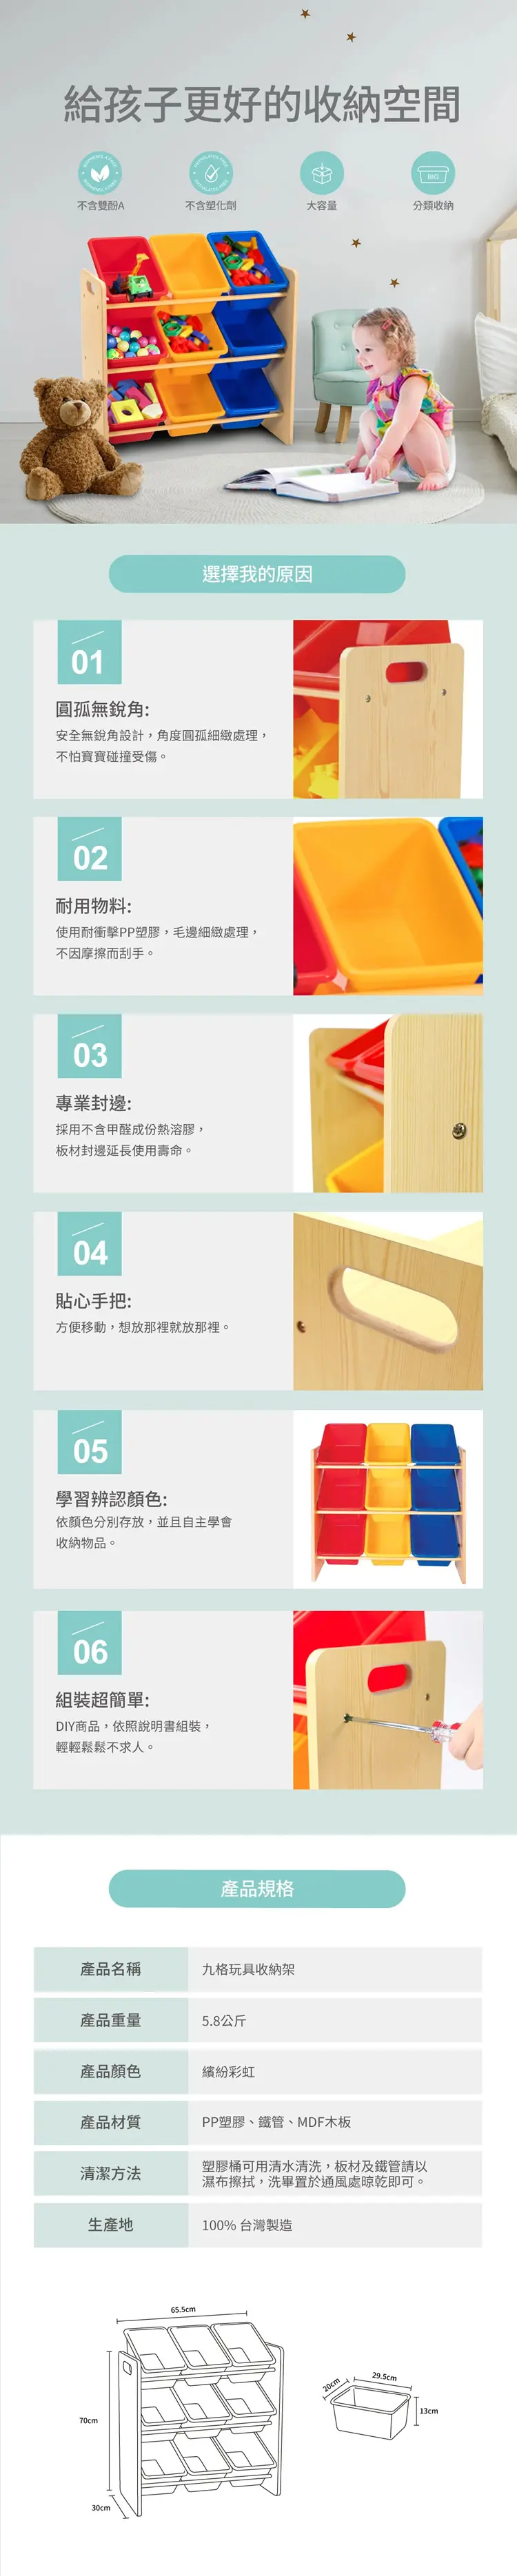 給孩子更好的收納空間
不含雙酚A
不含塑化劑
大容量
BIG
分類收納
選擇我的原因
01
圓孤無銳角:
安全無銳角設計，角度圓孤細緻處理，
不怕寶寶碰撞受傷。
02
耐用物料:
使用耐衝擊PP塑膠，毛邊細緻處理，
不因摩擦而刮手。
03
專業封邊:
採用不含甲醛成份熱溶膠，
板材封邊延長使用壽命。
04
貼心手把:
方便移動，想放那裡就放那裡。
05
學習辨認顏色:
依顏色分別存放，並且自主學會
收納物品。
06
組裝超簡單:
DIY商品，依照說明書組裝，
輕輕鬆鬆不求人。
產品規格
產品名稱
九格玩具收納架
產品重量
5.8公斤
產品顏色
繽紛彩虹
產品材質
PP塑膠、鐵管、MDF木板
清潔方法
塑膠桶可用清水清洗，板材及鐵管請以
濕布擦拭，洗畢置於通風處晾乾即可。
生產地
100% 台灣製造
65.5cm
70cm
30cm
20cm
29.5cm
13cm